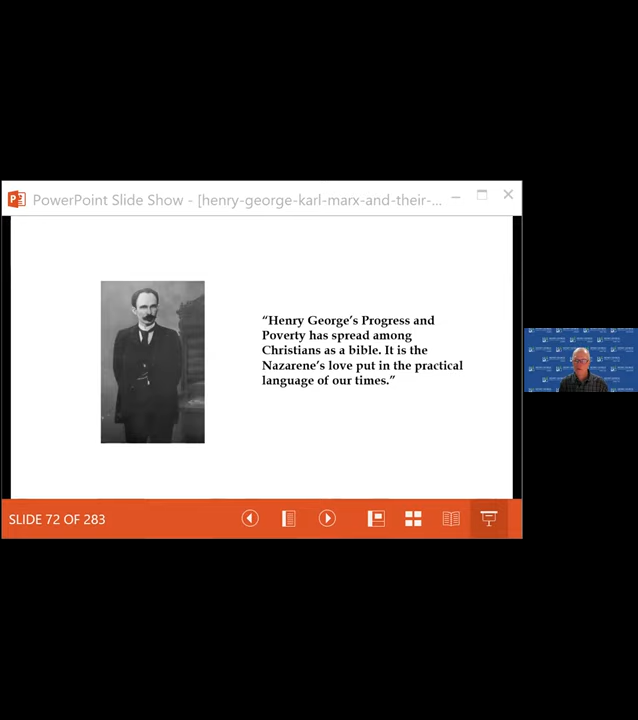 PowerPoint Slide Show - [henry-george-karl-marx-and-their-...
“Henry George’s Progress and
Poverty has spread among
Christians as a bible. It is the
Nazarene’s love put in the practical
language of our times.”
SLIDE 72 OF 283